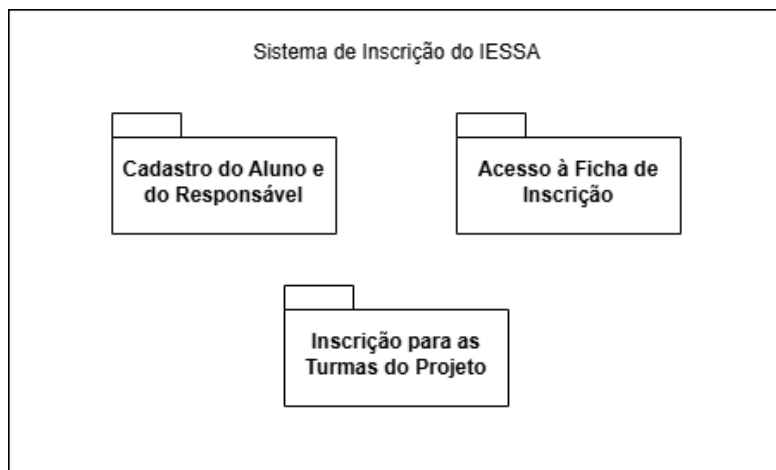 Sistema de Inscrição do IESSA
Cadastro do Aluno e
do Responsável
Acesso à Ficha de
Inscrição
Inscrição para as
Turmas do Projeto